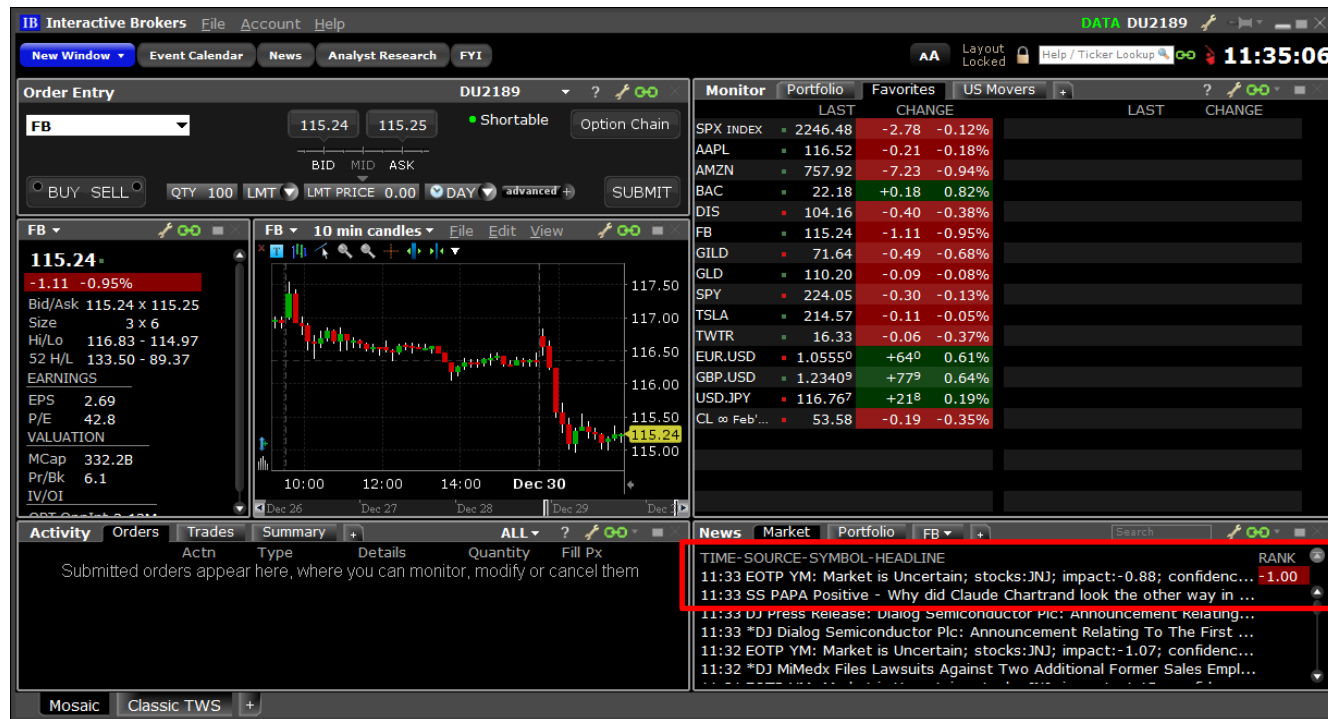 IB Interactive Brokers File Account Help DATA DU2189
New Window Event Calendar News Analyst Research FYI AA Layout Locked Help / Ticker Lookup 11:35:06
Order Entry DU2189 ?
FB 115.24 115.25 Shortable Option Chain
BID MID ASK
BUY SELL QTY 100 LMT LMT PRICE 0.00 DAY advanced + SUBMIT
FB
115.24
-1.11 -0.95%
Bid/Ask 115.24 x 115.25
Size 3 x 6
Hi/Lo 116.83 - 114.97
52 H/L 133.50 - 89.37
EARNINGS
EPS 2.69
P/E 42.8
VALUATION
MCap 332.2B
Pr/Bk 6.1
IV/OI
FB 10 min candles File Edit View
117.50
117.00
116.50
116.00
115.50
115.24
115.00
10:00 12:00 14:00 Dec 30
Dec 26 Dec 27 Dec 28 Dec 29 Dec
Monitor Portfolio Favorites US Movers + ?
LAST CHANGE LAST CHANGE
SPX INDEX 2246.48 -2.78 -0.12%
AAPL 116.52 -0.21 -0.18%
AMZN 757.92 -7.23 -0.94%
BAC 22.18 +0.18 0.82%
DIS 104.16 -0.40 -0.38%
FB 115.24 -1.11 -0.95%
GILD 71.64 -0.49 -0.68%
GLD 110.20 -0.09 -0.08%
SPY 224.05 -0.30 -0.13%
TSLA 214.57 -0.11 -0.05%
TWTR 16.33 -0.06 -0.37%
EUR.USD 1.05550 +640 0.61%
GBP.USD 1.23409 +779 0.64%
USD.JPY 116.767 +218 0.19%
CL ∞ Feb'... 53.58 -0.19 -0.35%
Activity Orders Trades Summary + ALL ?
Actn Type Details Quantity Fill Px
Submitted orders appear here, where you can monitor, modify or cancel them
News Market Portfolio FB + Search
TIME-SOURCE-SYMBOL-HEADLINE RANK
11:33 EOTP YM: Market is Uncertain; stocks:JNJ; impact:-0.88; confidenc... -1.00
11:33 SS PAPA Positive - Why did Claude Chartrand look the other way in ...
11:33 DJ Press Release: Dialog Semiconductor Plc: Announcement Relating...
11:33 *DJ Dialog Semiconductor Plc: Announcement Relating To The First ...
11:32 EOTP YM: Market is Uncertain; stocks:JNJ; impact:-1.07; confidenc...
11:32 *DJ MiMedx Files Lawsuits Against Two Additional Former Sales Empl...
Mosaic Classic TWS +